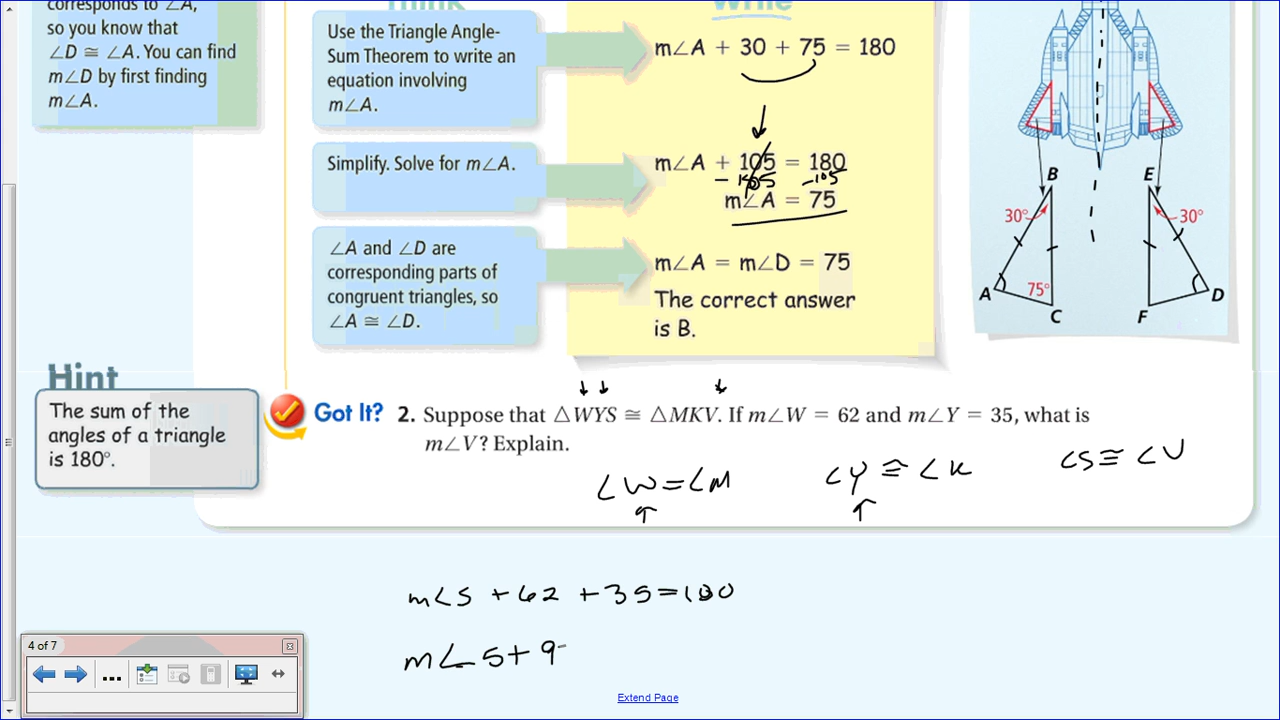 corresponds to ∠A,
so you know that
∠D ≅ ∠A. You can find
m∠D by first finding
m∠A.
Think
Use the Triangle Angle-
Sum Theorem to write an
equation involving
m∠A.
Simplify. Solve for m∠A.
∠A and ∠D are
corresponding parts of
congruent triangles, so
∠A ≅ ∠D.
Write
m∠A + 30 + 75 = 180
m∠A + 105 = 180
− 105 −105
m∠A = 75
m∠A = m∠D = 75
The correct answer
is B.
B E
30° 30°
A 75° D
C F
Hint
The sum of the
angles of a triangle
is 180°.
Got It? 2. Suppose that △WYS ≅ △MKV. If m∠W = 62 and m∠Y = 35, what is
m∠V? Explain.
∠W = ∠M ∠Y ≅ ∠K ∠S ≅ ∠V
m∠S + 62 + 35 = 180
m∠S + 9
4 of 7
Extend Page